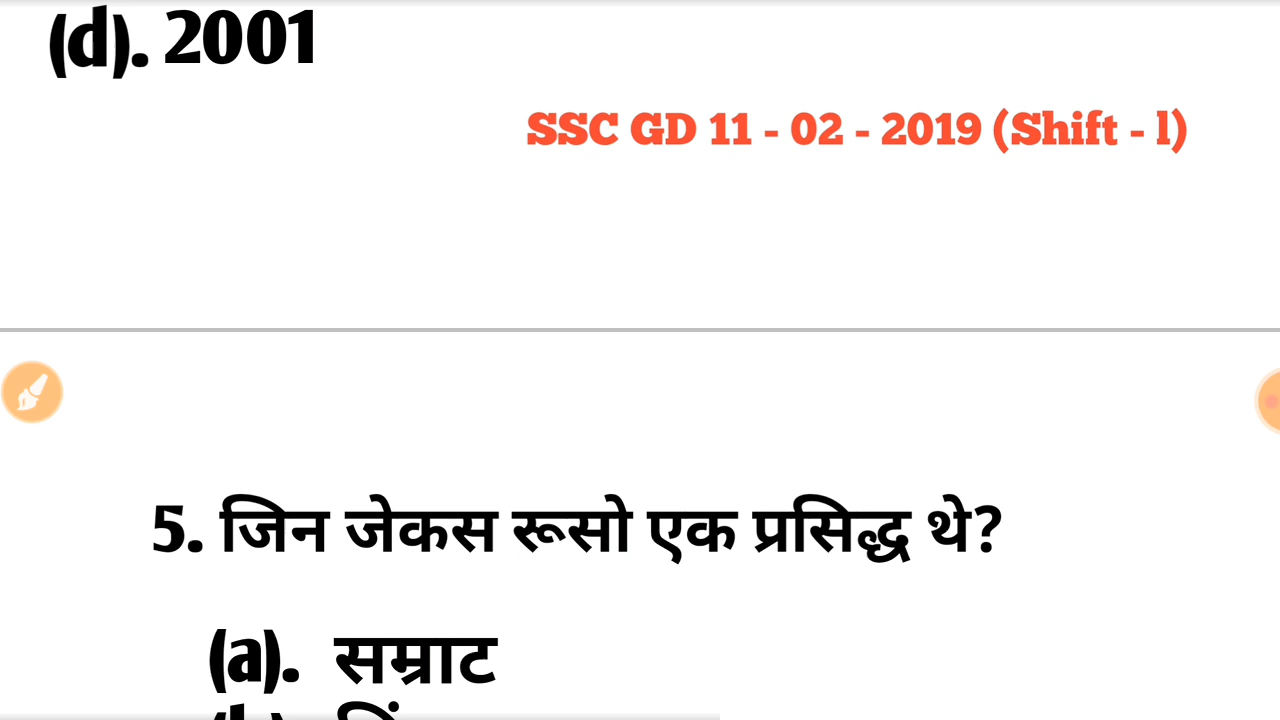 (d). 2001
SSC GD 11 - 02 - 2019 (Shift - l)
5. जिन जेकस रूसो एक प्रसिद्ध थे?
(a). सम्राट